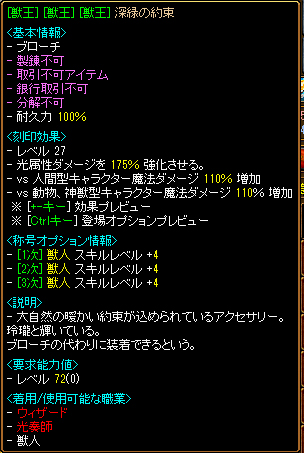 [獣王] [獣王] [獣王] 深緑の約束
<基本情報>
- ブローチ
- 製錬不可
- 取引不可アイテム
- 銀行取引不可
- 分解不可
- 耐久力 100%
<刻印効果>
- レベル 27
- 光属性ダメージを 175% 強化させる。
- vs 人間型キャラクター魔法ダメージ 110% 増加
- vs 動物、神獣型キャラクター魔法ダメージ 110% 増加
※ [+-キー] 効果プレビュー
※ [Ctrlキー] 登場オプションプレビュー
<称号オプション情報>
- [1次] 獣人 スキルレベル +4
- [2次] 獣人 スキルレベル +4
- [3次] 獣人 スキルレベル +4
<説明>
- 大自然の暖かい約束が込められているアクセサリー。
玲瓏と輝いている。
ブローチの代わりに装着できるという。
<要求能力値>
- レベル 72(0)
<着用/使用可能な職業>
- ウィザード
- 光奏師
- 獣人